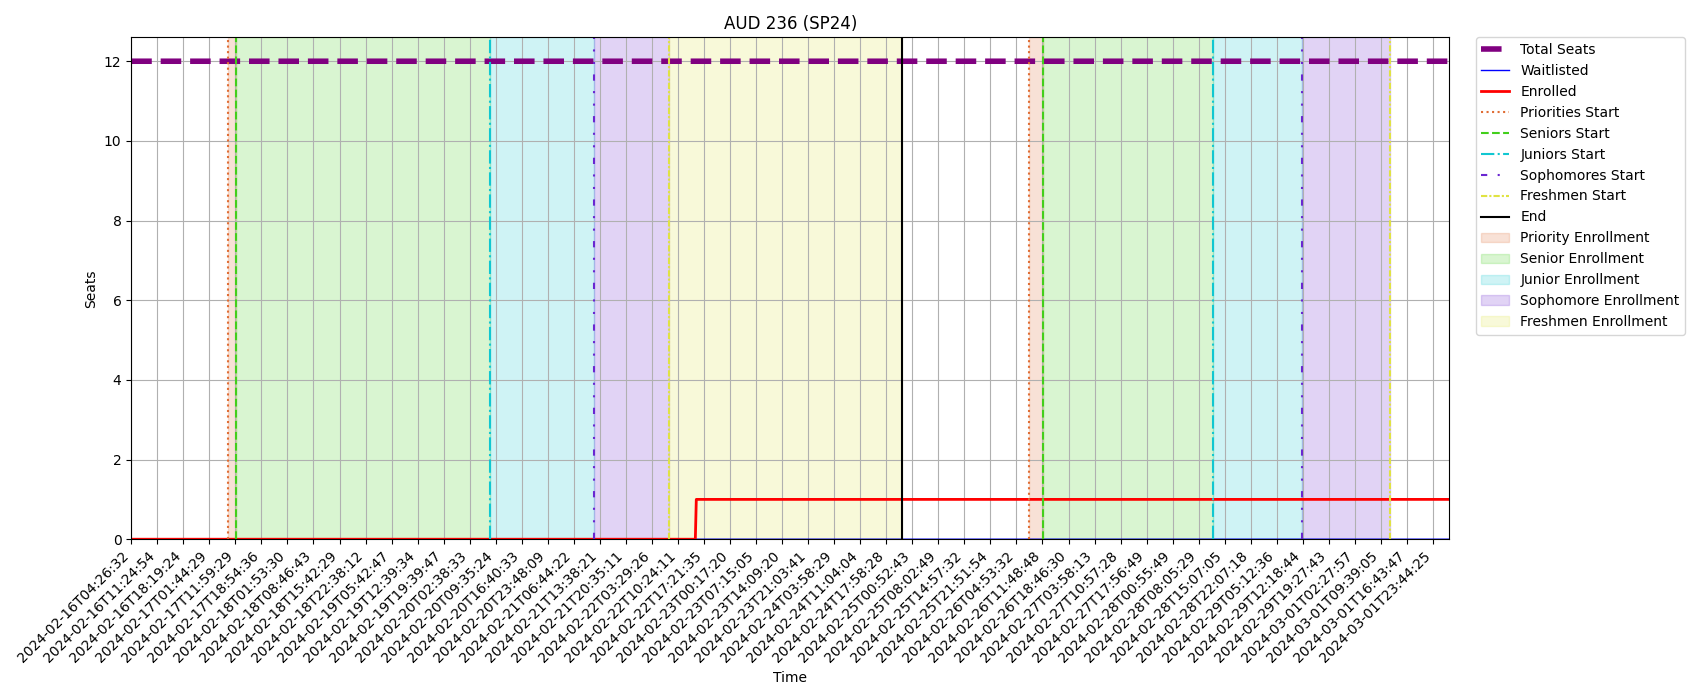 AUD 236 (SP24)
Seats
12
10
8
6
4
2
0
2024-02-16T04:26:32
2024-02-16T11:24:54
2024-02-16T18:19:24
2024-02-17T01:44:29
2024-02-17T11:59:29
2024-02-17T18:54:36
2024-02-18T01:53:30
2024-02-18T08:46:43
2024-02-18T15:42:29
2024-02-18T22:38:12
2024-02-19T05:42:47
2024-02-19T12:39:34
2024-02-19T19:39:47
2024-02-20T02:38:33
2024-02-20T09:35:24
2024-02-20T16:40:33
2024-02-20T23:48:09
2024-02-21T06:44:22
2024-02-21T13:38:21
2024-02-21T20:35:11
2024-02-22T03:29:26
2024-02-22T10:24:11
2024-02-22T17:21:35
2024-02-23T00:17:20
2024-02-23T07:15:05
2024-02-23T14:09:20
2024-02-23T21:03:41
2024-02-24T03:58:29
2024-02-24T11:04:04
2024-02-24T17:58:28
2024-02-25T00:52:43
2024-02-25T08:02:49
2024-02-25T14:57:32
2024-02-25T21:51:54
2024-02-26T04:53:32
2024-02-26T11:48:48
2024-02-26T18:46:30
2024-02-27T03:58:13
2024-02-27T10:57:28
2024-02-27T17:56:49
2024-02-28T00:55:49
2024-02-28T08:05:29
2024-02-28T15:07:05
2024-02-28T22:07:18
2024-02-29T05:12:36
2024-02-29T12:18:44
2024-02-29T19:27:43
2024-03-01T02:27:57
2024-03-01T09:39:05
2024-03-01T16:43:47
2024-03-01T23:44:25
Time
Total Seats
Waitlisted
Enrolled
Priorities Start
Seniors Start
Juniors Start
Sophomores Start
Freshmen Start
End
Priority Enrollment
Senior Enrollment
Junior Enrollment
Sophomore Enrollment
Freshmen Enrollment